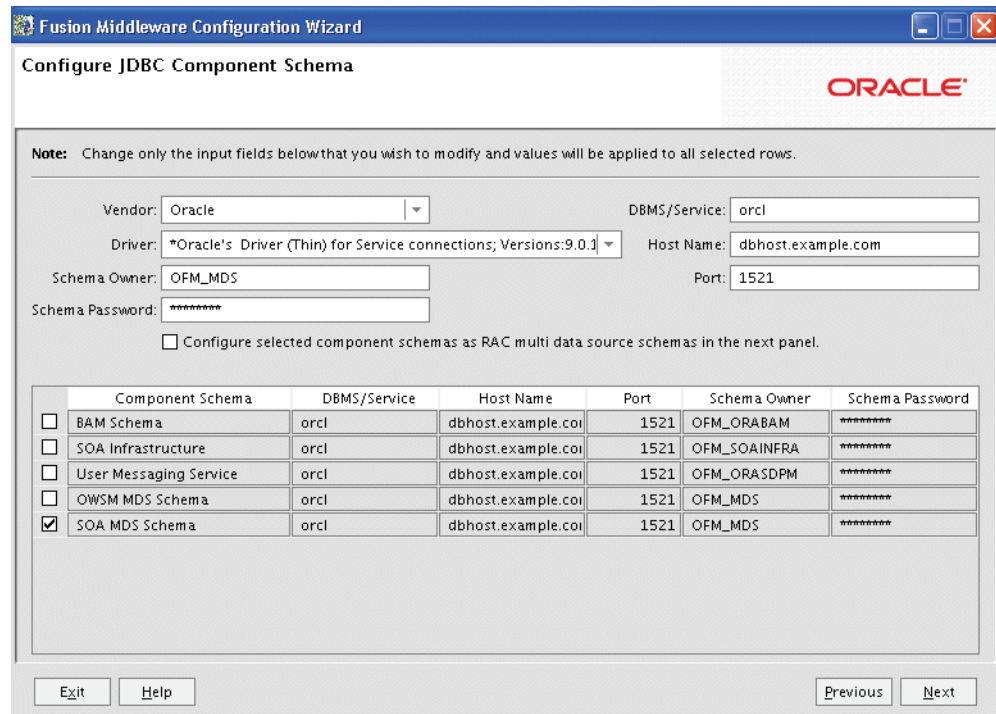 Fusion Middleware Configuration Wizard
Configure JDBC Component Schema
ORACLE
Note: Change only the input fields below that you wish to modify and values will be applied to all selected rows.
Vendor: Oracle DBMS/Service: orcl
Driver: *Oracle's Driver (Thin) for Service connections; Versions:9.0.1 Host Name: dbhost.example.com
Schema Owner: OFM_MDS Port: 1521
Schema Password: ********
Configure selected component schemas as RAC multi data source schemas in the next panel.
Component Schema DBMS/Service Host Name Port Schema Owner Schema Password
BAM Schema orcl dbhost.example.co 1521 OFM_ORABAM ********
SOA Infrastructure orcl dbhost.example.co 1521 OFM_SOAINFRA ********
User Messaging Service orcl dbhost.example.co 1521 OFM_ORASDPM ********
OWSM MDS Schema orcl dbhost.example.co 1521 OFM_MDS ********
SOA MDS Schema orcl dbhost.example.co 1521 OFM_MDS ********
Exit Help Previous Next